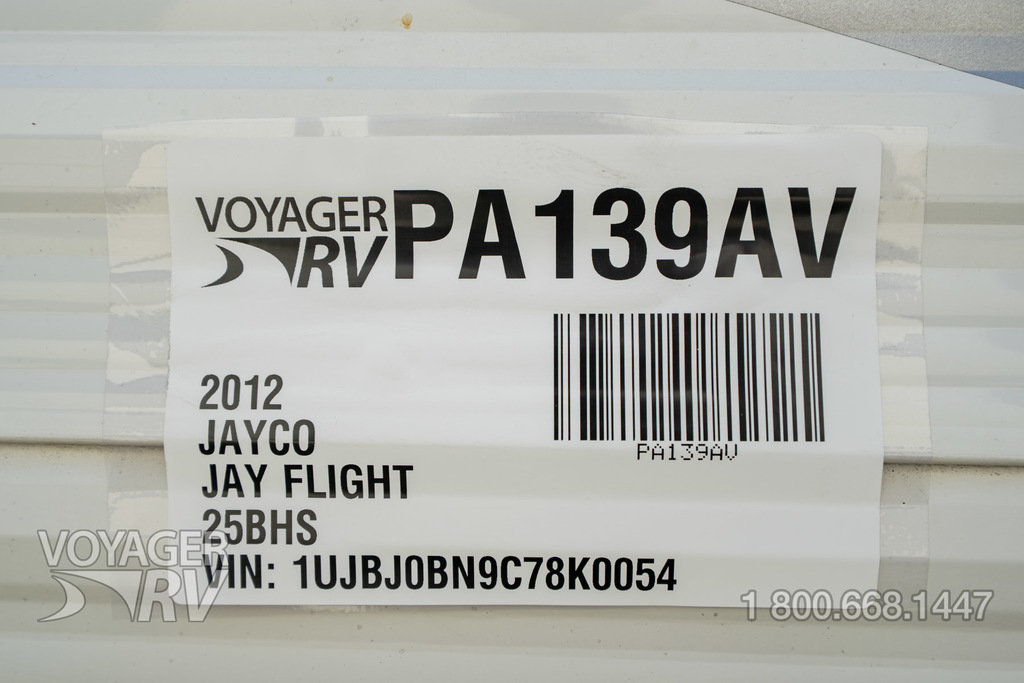 VOYAGER RV PA139AV
PA139AV
2012
JAYCO
JAY FLIGHT
25BHS
VIN: 1UJBJ0BN9C78K0054
VOYAGER RV
1 800.668.1447